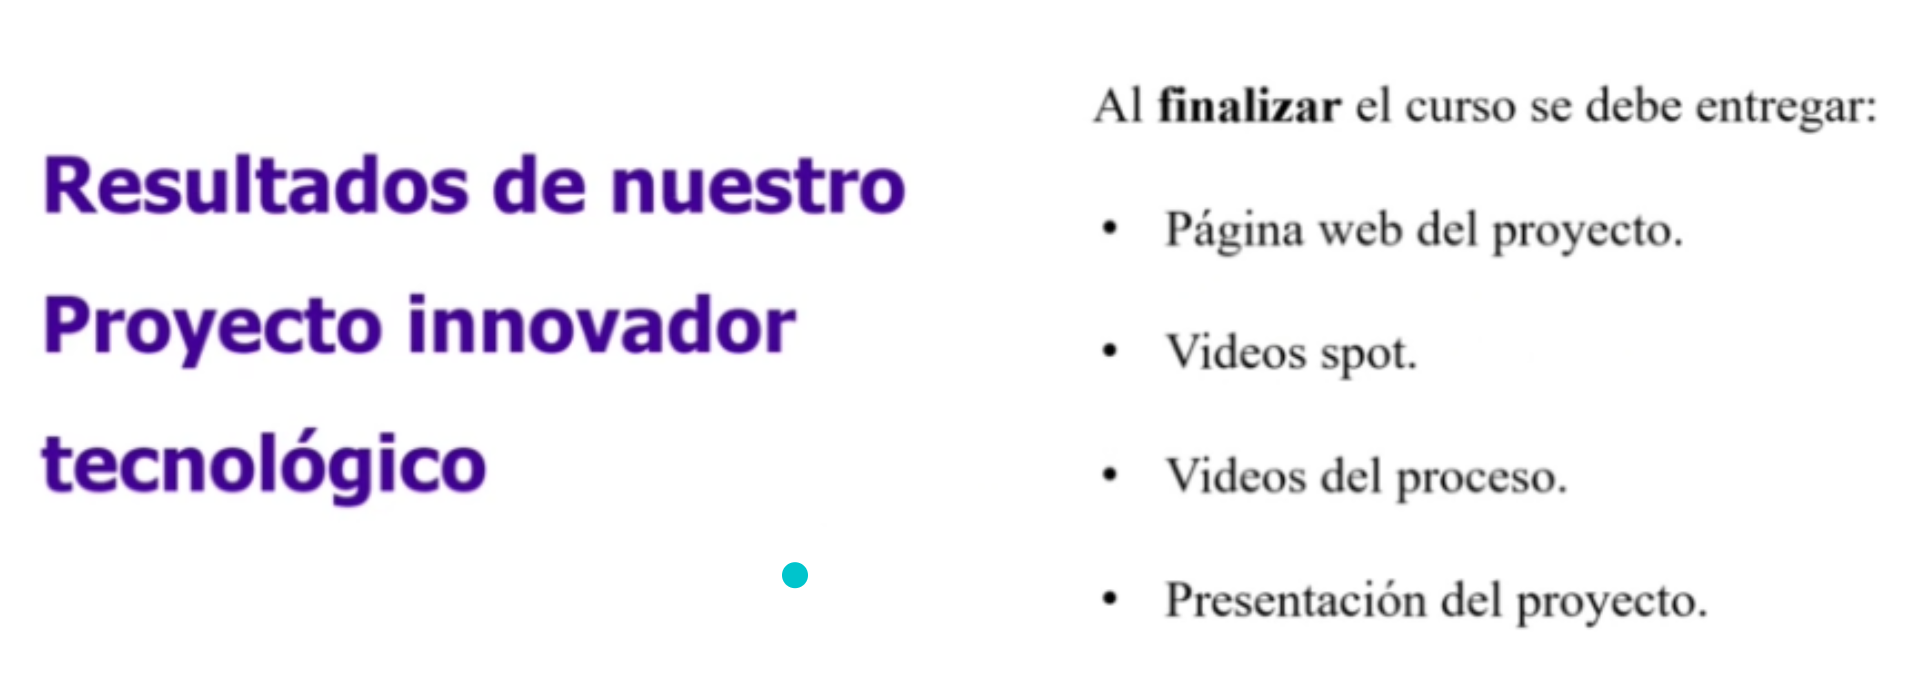 Resultados de nuestro
Proyecto innovador
tecnológico
Al finalizar el curso se debe entregar:
• Página web del proyecto.
• Videos spot.
• Videos del proceso.
• Presentación del proyecto.